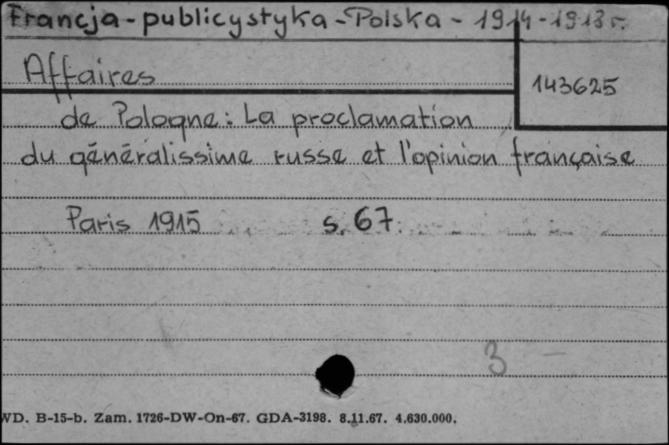 Francja - publicystyka - Polska - 1914-1918 r.
Affaires
143625
de Pologne: La proclamation
du généralissime russe et l'opinion française
Paris 1915 s. 67.
3 -
WD. B-15-b. Zam. 1726-DW-On-67. GDA-3198. 8.11.67. 4.630.000.